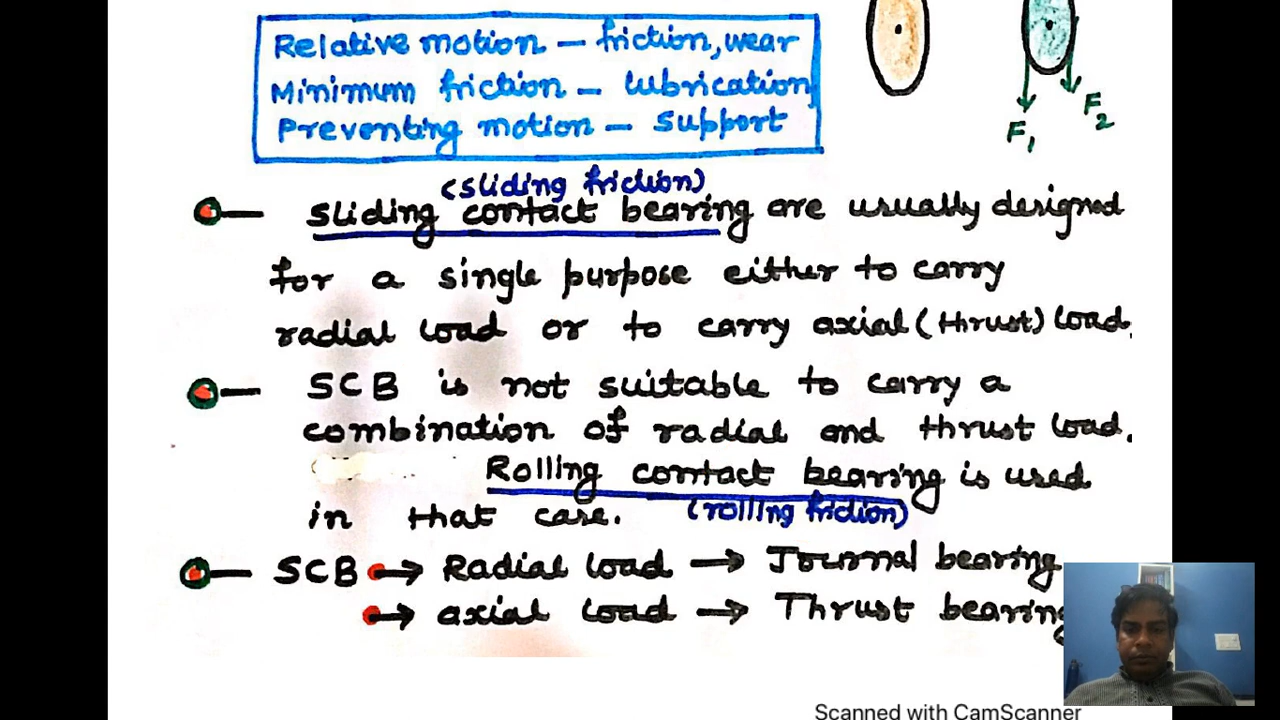 Relative motion — friction, wear
Minimum friction — lubrication,
Preventing motion — support
F₁
F₂
(sliding friction)
sliding contact bearing are usually designed
for a single purpose either to carry
radial load or to carry axial (thrust) load.
SCB is not suitable to carry a
combination of radial and thrust load.
Rolling contact bearing is used
in that case. (rolling friction)
SCB → Radial load → Journal bearing
→ axial load → Thrust bearing
Scanned with CamScanner